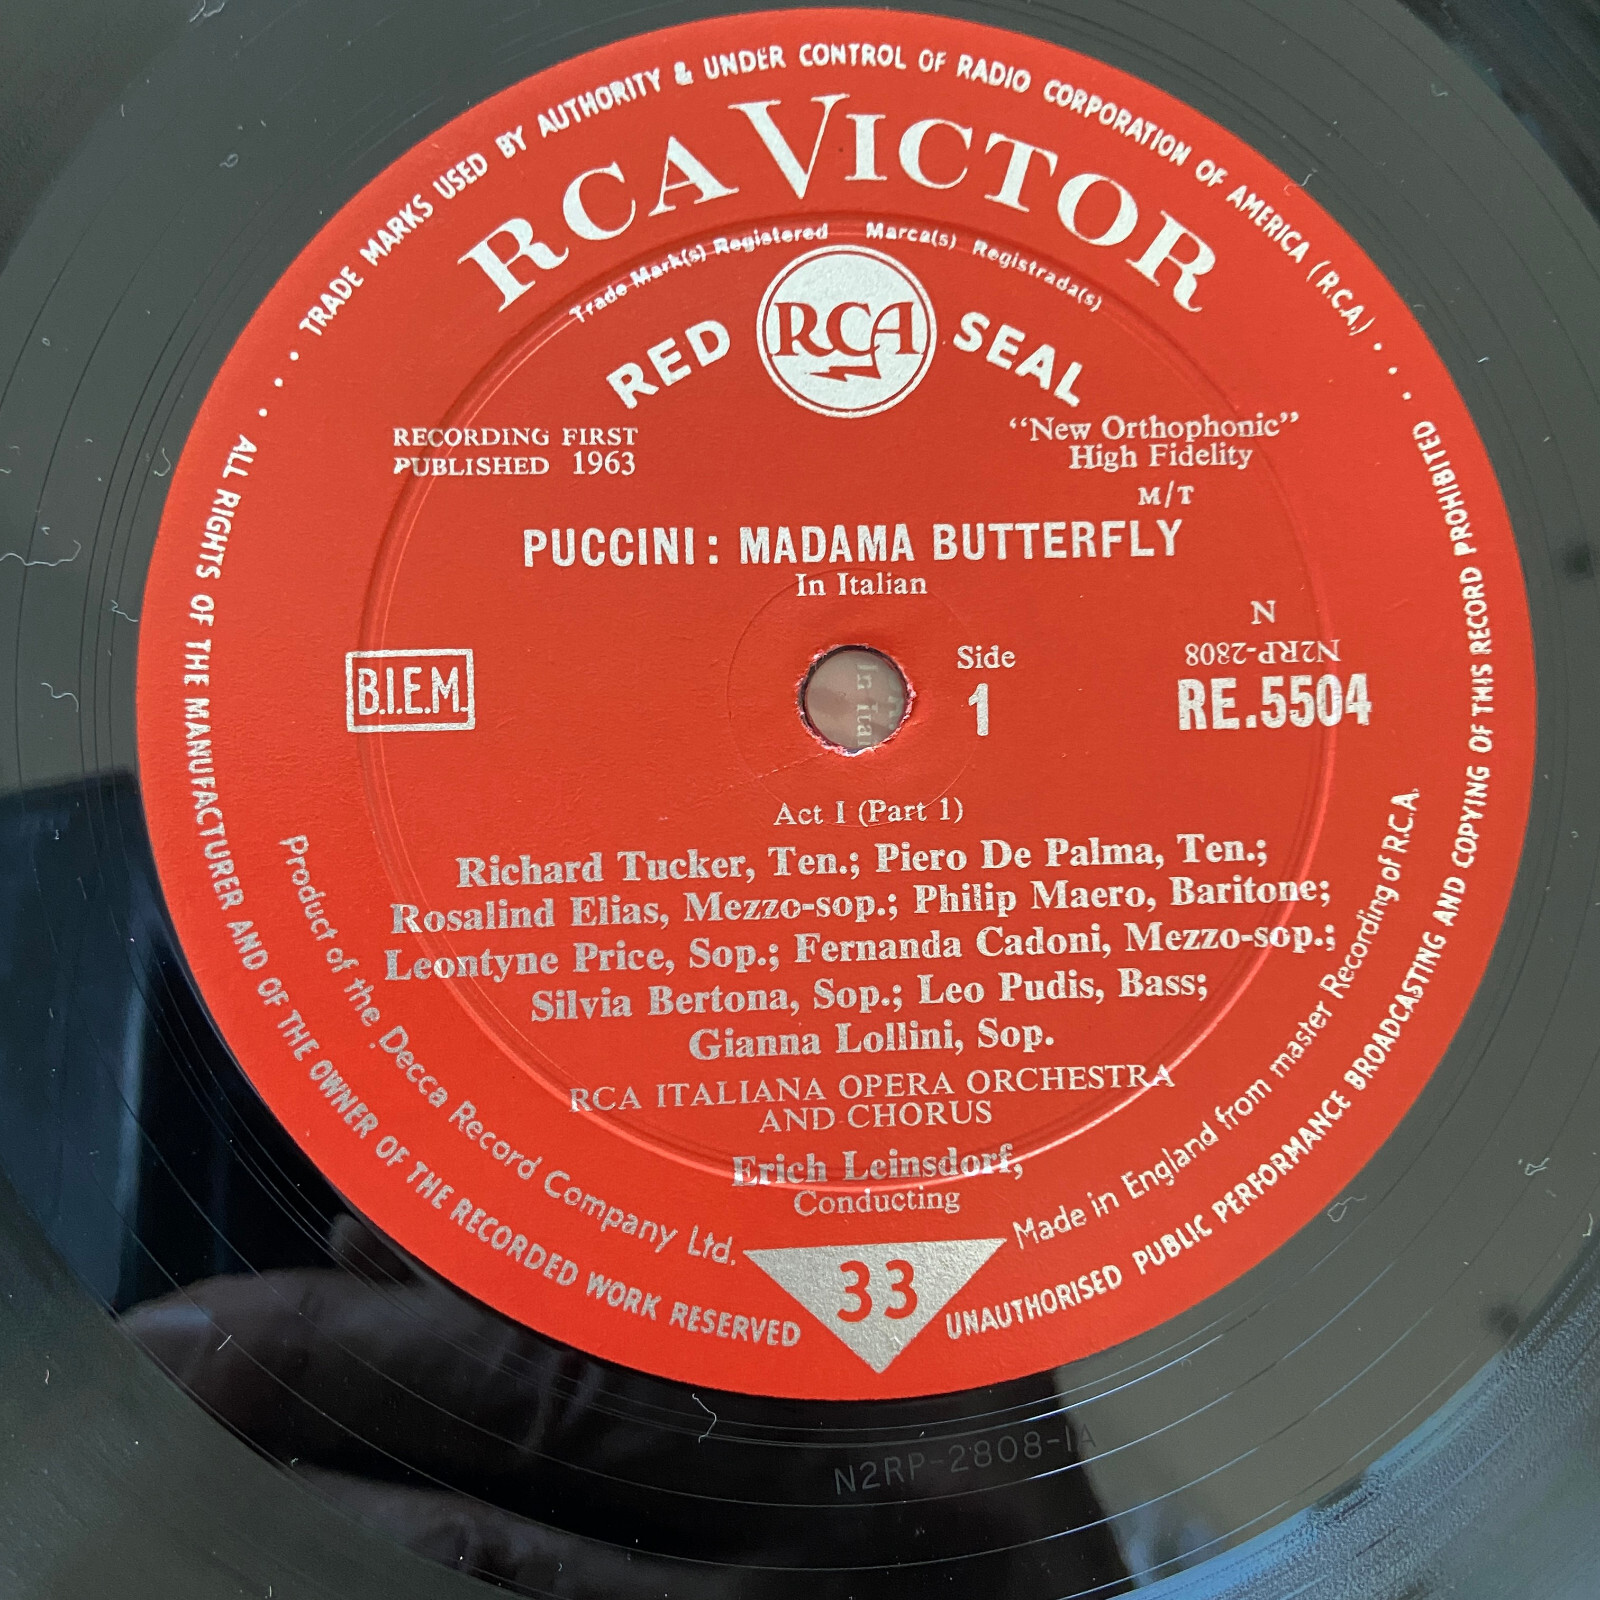 TRADE MARKS USED BY AUTHORITY & UNDER CONTROL OF RADIO CORPORATION OF AMERICA (R.C.A.)
RCA VICTOR
Trade Mark(s) Registered Marca(s) Registrada(s)
RED RCA SEAL
RECORDING FIRST
PUBLISHED 1963
"New Orthophonic"
High Fidelity
M/T
PUCCINI: MADAMA BUTTERFLY
In Italian
B.I.E.M.
Side
1
N
N2RP-2808
RE.5504
Act I (Part 1)
Richard Tucker, Ten.; Piero De Palma, Ten.;
Rosalind Elias, Mezzo-sop.; Philip Maero, Baritone;
Leontyne Price, Sop.; Fernanda Cadoni, Mezzo-sop.;
Silvia Bertona, Sop.; Leo Pudis, Bass;
Gianna Lollini, Sop.
RCA ITALIANA OPERA ORCHESTRA
AND CHORUS
Erich Leinsdorf,
Conducting
33
Product of the Decca Record Company Ltd.
Made in England from master Recording of R.C.A.
ALL RIGHTS OF THE MANUFACTURER AND OF THE OWNER OF THE RECORDED WORK RESERVED
UNAUTHORISED PUBLIC PERFORMANCE BROADCASTING AND COPYING OF THIS RECORD PROHIBITED
N2RP-2808-1A